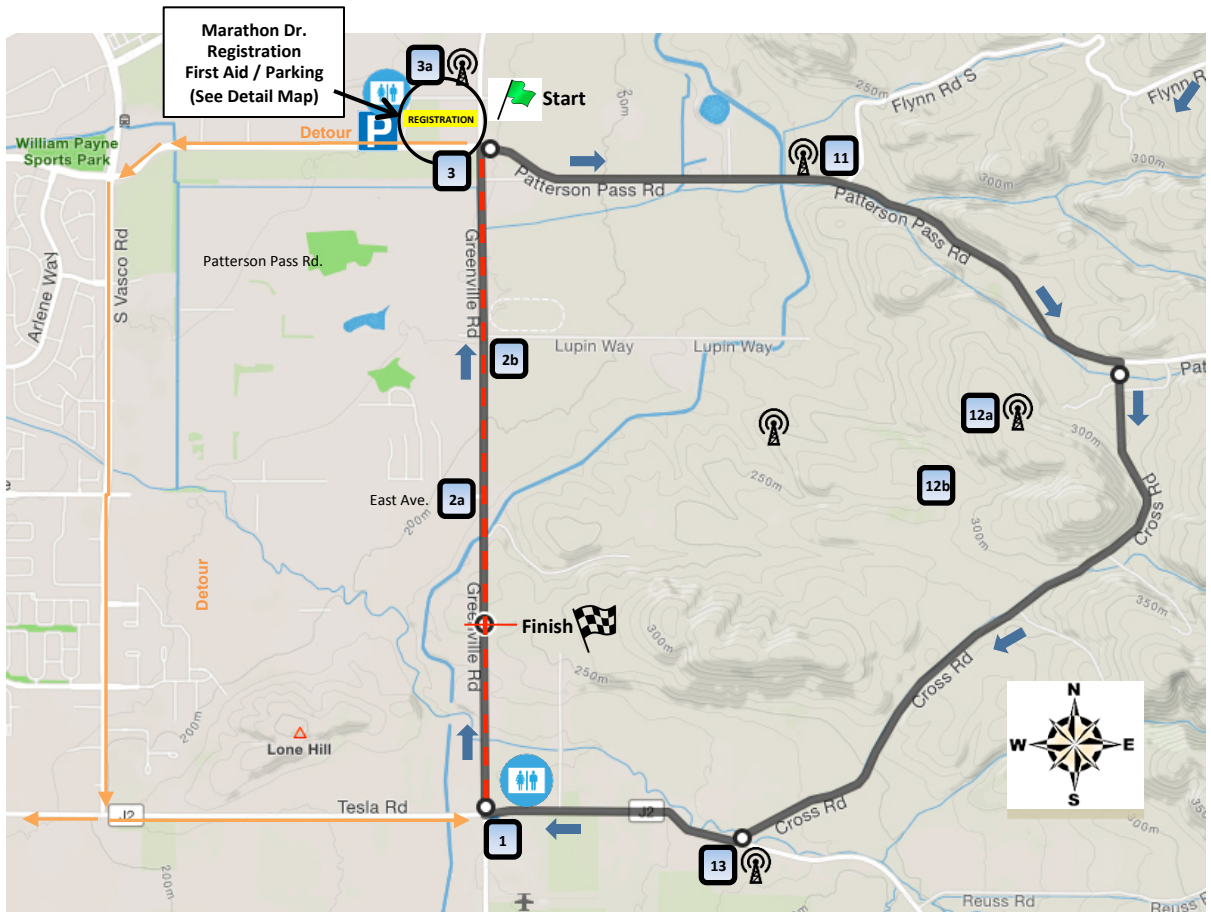 Marathon Dr.
Registration
First Aid / Parking
(See Detail Map)
3a
REGISTRATION
P
Start
Detour
William Payne
Sports Park
3
11
Flynn Rd S
Flynn R
250m
200m
300m
300m
300m
Patterson Pass Rd
Patterson Pass Rd
Arlene Way
S Vasco Rd
Patterson Pass Rd.
Greenville Rd
2b
Lupin Way
Lupin Way
Pat
12a
300m
East Ave.
2a
200m
250m
12b
Cross Rd
300m
Detour
Greenville Rd
Finish
350m
250m
Cross Rd
200m
Lone Hill
N
W
E
S
J2
Tesla Rd
J2
Cross Rd
1
13
200m
Reuss Rd
Reuss R